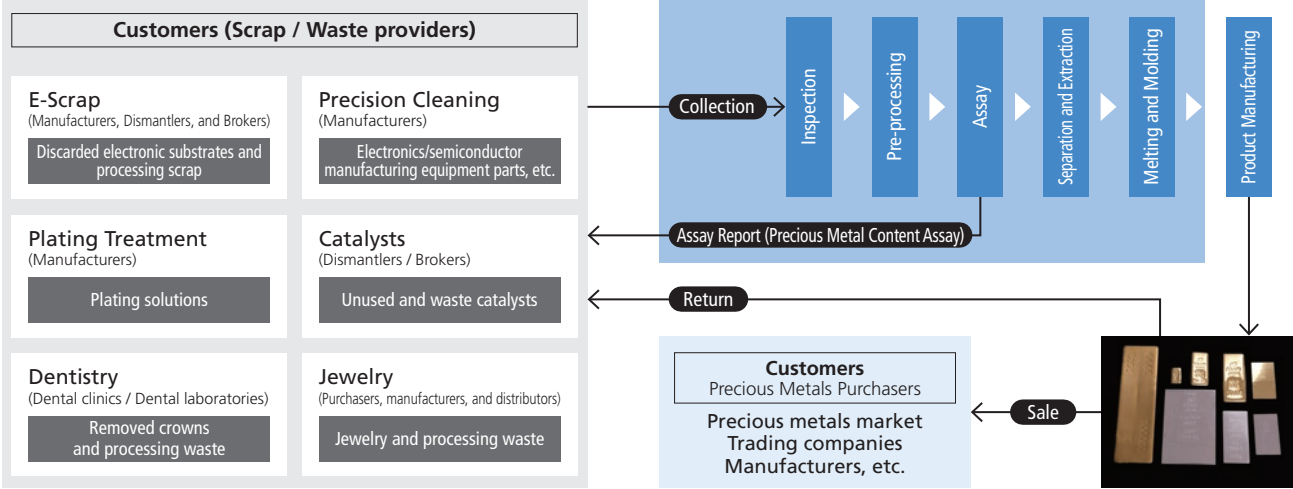 Customers (Scrap / Waste providers)
E-Scrap
(Manufacturers, Dismantlers, and Brokers)
Discarded electronic substrates and
processing scrap
Precision Cleaning
(Manufacturers)
Electronics/semiconductor
manufacturing equipment parts, etc.
Plating Treatment
(Manufacturers)
Plating solutions
Catalysts
(Dismantlers / Brokers)
Unused and waste catalysts
Dentistry
(Dental clinics / Dental laboratories)
Removed crowns
and processing waste
Jewelry
(Purchasers, manufacturers, and distributors)
Jewelry and processing waste
Collection
Inspection
Pre-processing
Assay
Separation and Extraction
Melting and Molding
Product Manufacturing
Assay Report (Precious Metal Content Assay)
Return
Customers
Precious Metals Purchasers
Precious metals market
Trading companies
Manufacturers, etc.
Sale